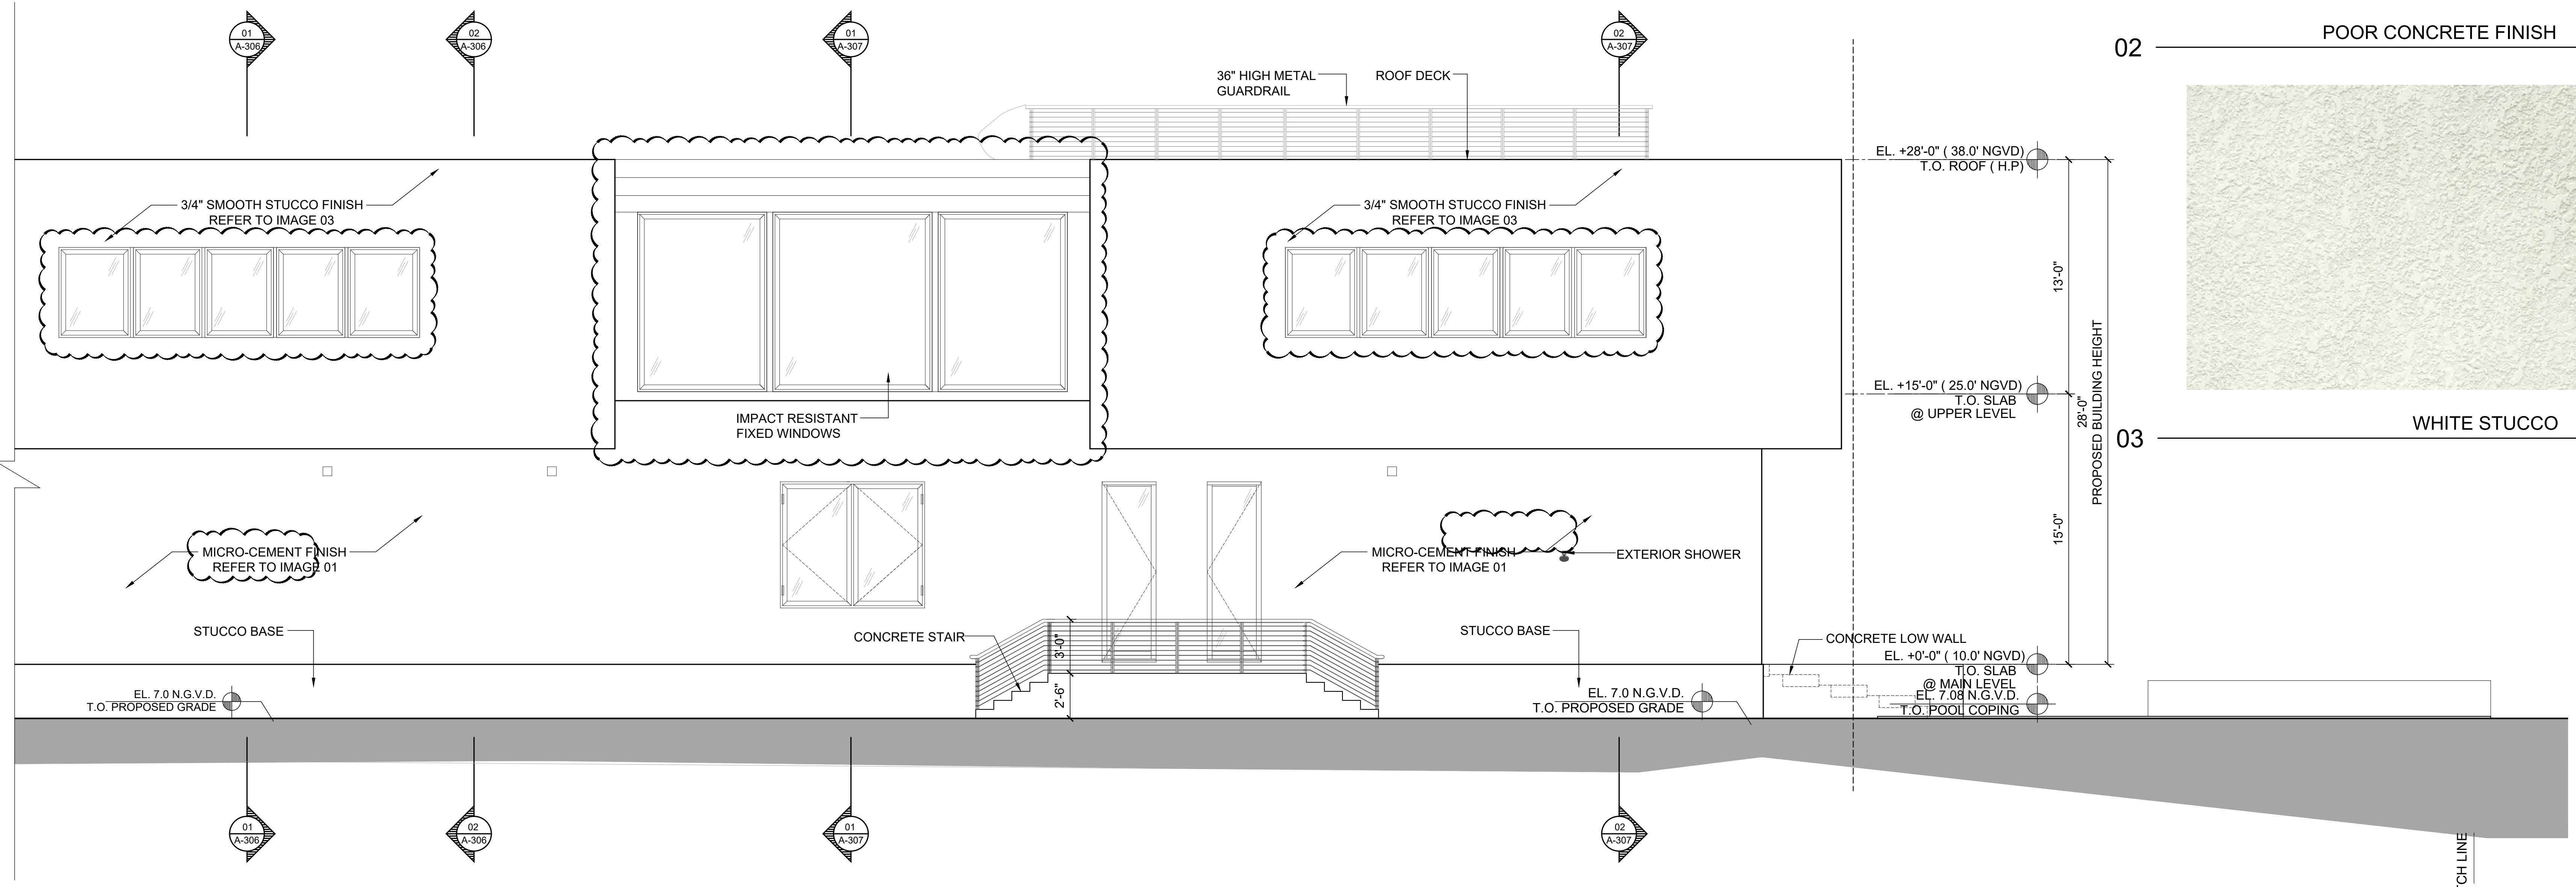 01
A-306
02
A-306
01
A-307
02
A-307
02
POOR CONCRETE FINISH
36" HIGH METAL
GUARDRAIL
ROOF DECK
EL. +28'-0" ( 38.0' NGVD)
T.O. ROOF ( H.P)
3/4" SMOOTH STUCCO FINISH
REFER TO IMAGE 03
3/4" SMOOTH STUCCO FINISH
REFER TO IMAGE 03
13'-0"
EL. +15'-0" ( 25.0' NGVD)
T.O. SLAB
@ UPPER LEVEL
28'-0"
PROPOSED BUILDING HEIGHT
IMPACT RESISTANT
FIXED WINDOWS
03
WHITE STUCCO
15'-0"
MICRO-CEMENT FINISH
REFER TO IMAGE 01
MICRO-CEMENT FINISH
REFER TO IMAGE 01
EXTERIOR SHOWER
STUCCO BASE
CONCRETE STAIR
3'-0"
2'-6"
STUCCO BASE
CONCRETE LOW WALL
EL. +0'-0" ( 10.0' NGVD)
T.O. SLAB
@ MAIN LEVEL
EL. 7.08 N.G.V.D.
T.O. POOL COPING
EL. 7.0 N.G.V.D.
T.O. PROPOSED GRADE
EL. 7.0 N.G.V.D.
T.O. PROPOSED GRADE
01
A-306
02
A-306
01
A-307
02
A-307
TCH LINE